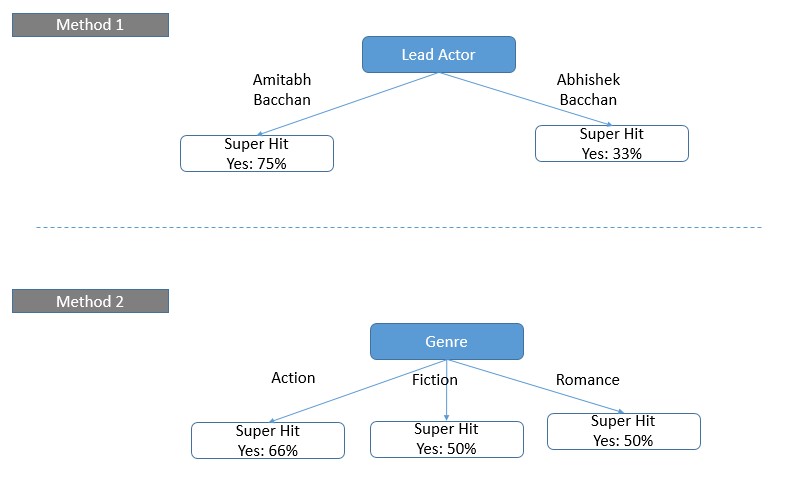 Method 1
Lead Actor
Amitabh
Bacchan
Abhishek
Bacchan
Super Hit
Yes: 75%
Super Hit
Yes: 33%
Method 2
Genre
Action
Fiction
Romance
Super Hit
Yes: 66%
Super Hit
Yes: 50%
Super Hit
Yes: 50%